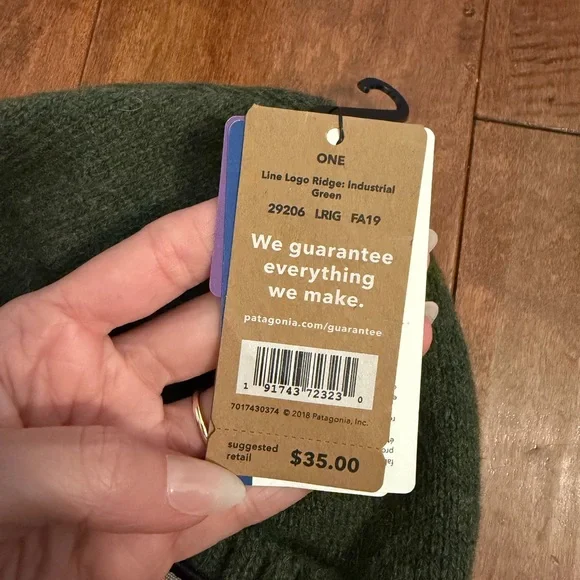 ONE
Line Logo Ridge: Industrial
Green
29206 LRIG FA19
We guarantee
everything
we make.
patagonia.com/guarantee
1 91743 72323 0
7017430374 © 2018 Patagonia, Inc.
suggested
retail
$35.00